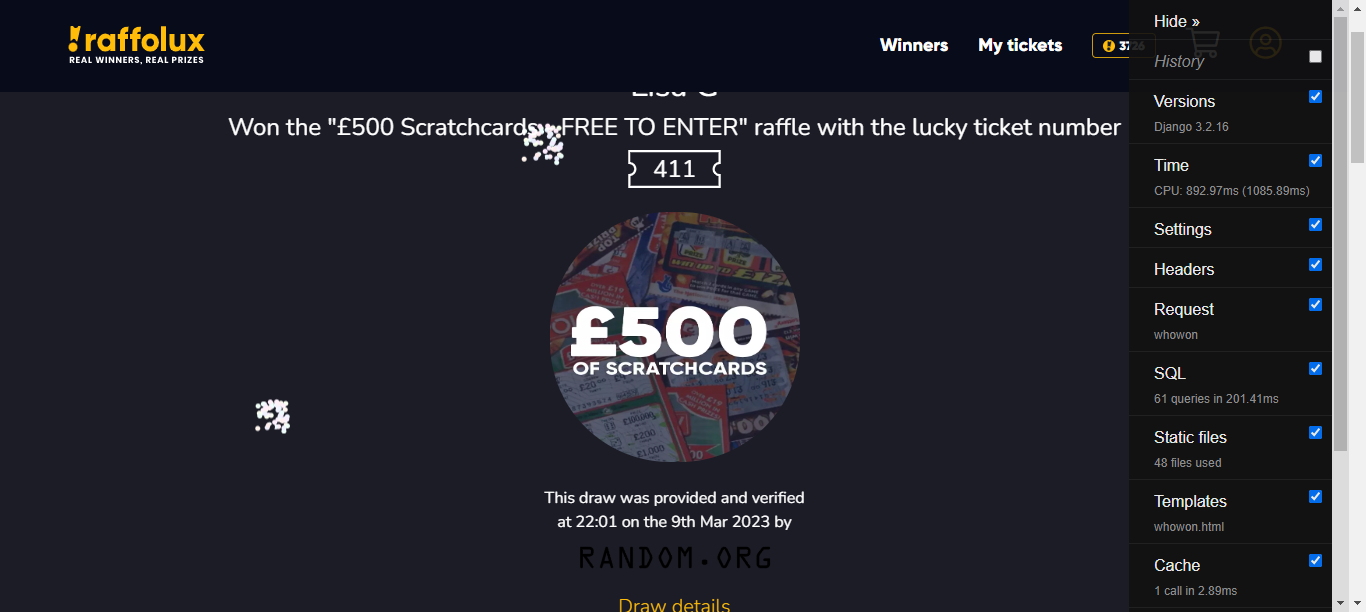 raffolux
REAL WINNERS, REAL PRIZES
Winners
My tickets
Lisa G
Won the "£500 Scratchcards - FREE TO ENTER" raffle with the lucky ticket number
411
£500
OF SCRATCHCARDS
This draw was provided and verified
at 22:01 on the 9th Mar 2023 by
RANDOM.ORG
Draw details
Hide »
History
Versions
Django 3.2.16
Time
CPU: 892.97ms (1085.89ms)
Settings
Headers
Request
whowon
SQL
61 queries in 201.41ms
Static files
48 files used
Templates
whowon.html
Cache
1 call in 2.89ms